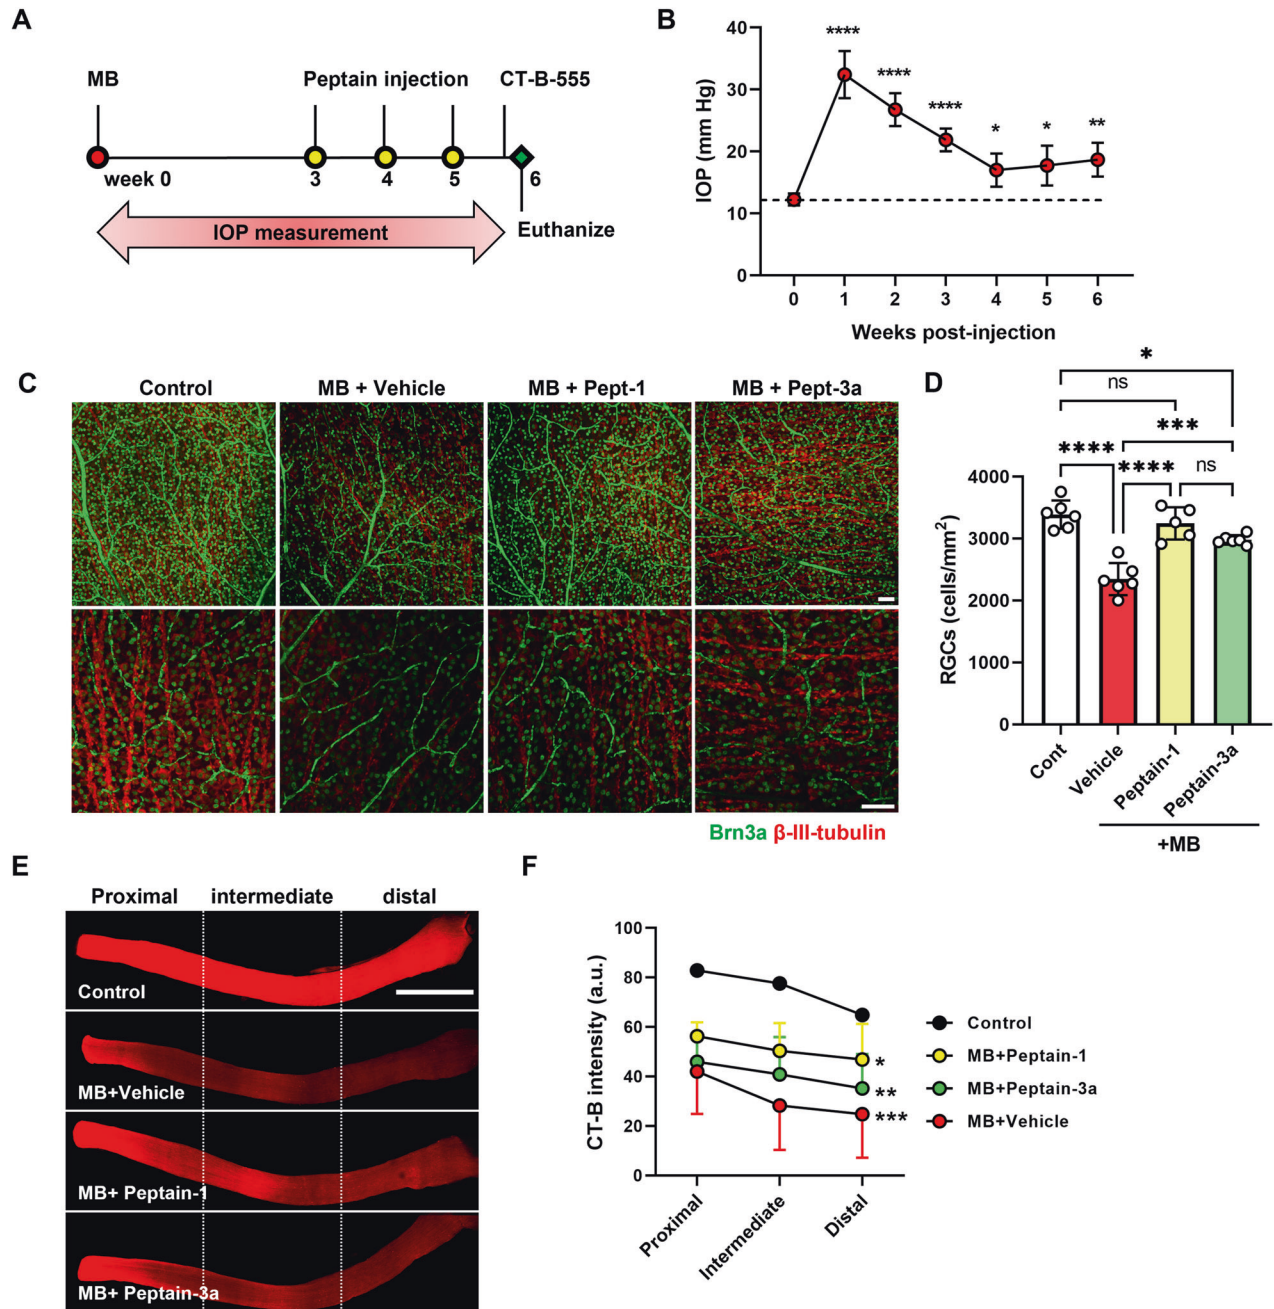 A
MB
Peptain injection
CT-B-555
week 0
3
4
5
6
IOP measurement
Euthanize
B
IOP (mm Hg)
40
30
20
10
0
****
****
****
*
*
**
0 1 2 3 4 5 6
Weeks post-injection
C
Control
MB + Vehicle
MB + Pept-1
MB + Pept-3a
Brn3a β-III-tubulin
D
*
ns
***
****
****
ns
RGCs (cells/mm²)
4000
3000
2000
1000
0
Cont
Vehicle
Peptain-1
Peptain-3a
+MB
E
Proximal
intermediate
distal
Control
MB+Vehicle
MB+ Peptain-1
MB+ Peptain-3a
F
CT-B intensity (a.u.)
100
80
60
40
20
0
*
**
***
Proximal
Intermediate
Distal
Control
MB+Peptain-1
MB+Peptain-3a
MB+Vehicle